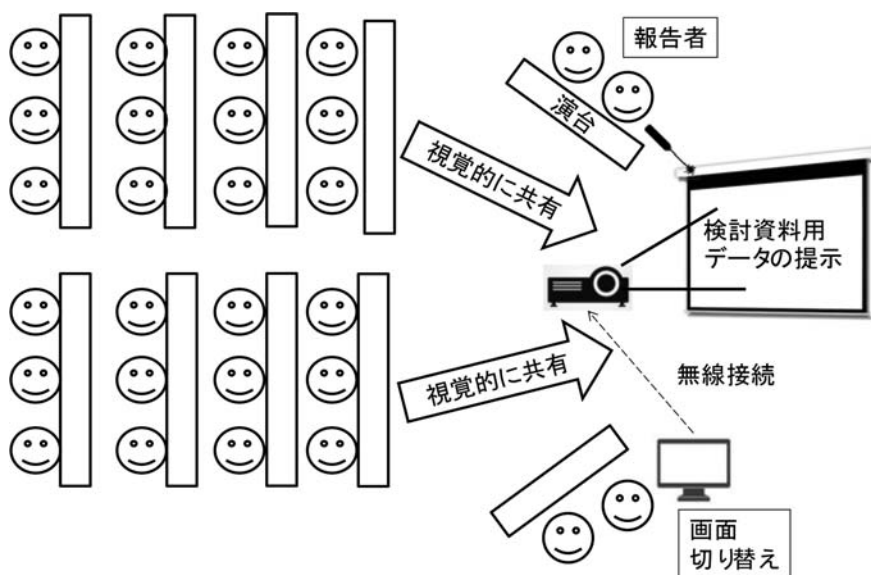 報告者
演台
視覚的に共有
検討資料用
データの提示
視覚的に共有
無線接続
画面
切り替え